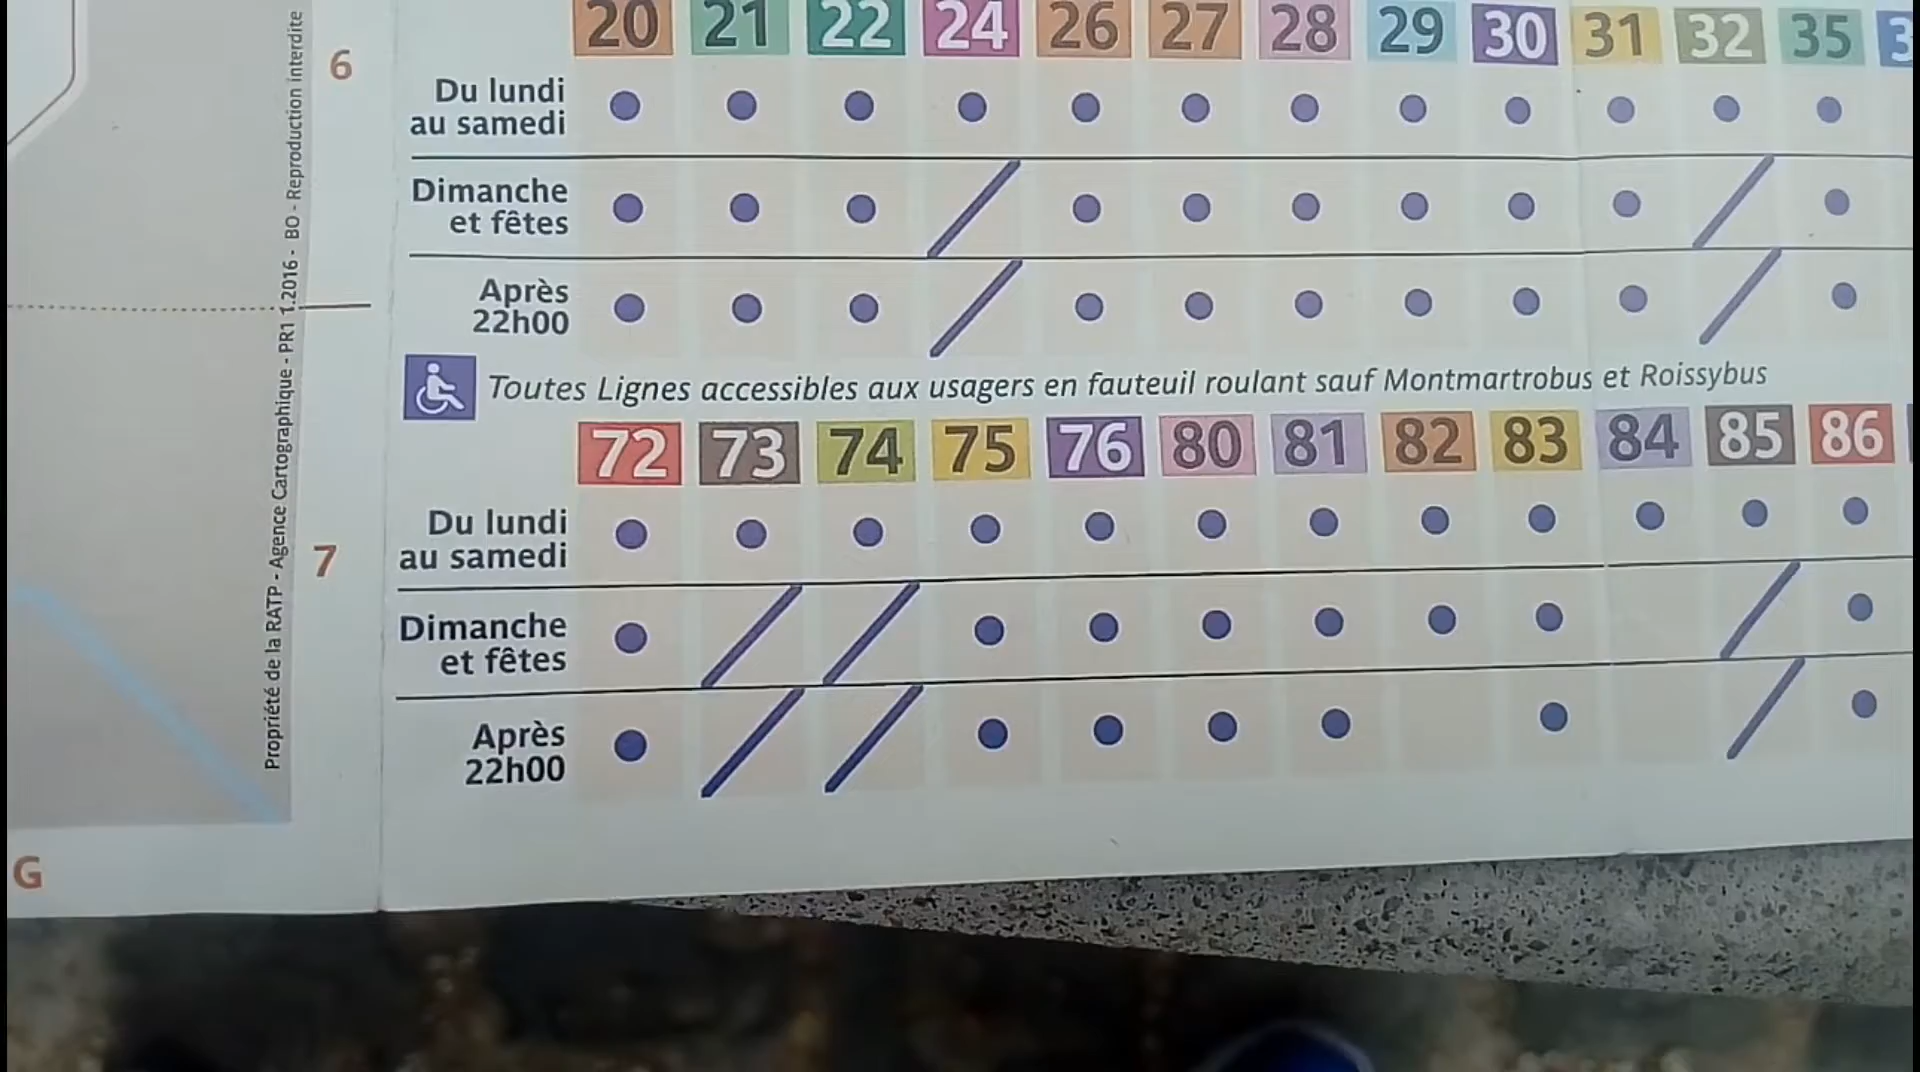 20 21 22 24 26 27 28 29 30 31 32 35 3
6
Du lundi
au samedi
Dimanche
et fêtes
Après
22h00
Toutes Lignes accessibles aux usagers en fauteuil roulant sauf Montmartrobus et Roissybus
72 73 74 75 76 80 81 82 83 84 85 86
7
Du lundi
au samedi
Dimanche
et fêtes
Après
22h00
G
Propriété de la RATP - Agence Cartographique - PR1 1.2016 - BO - Reproduction interdite